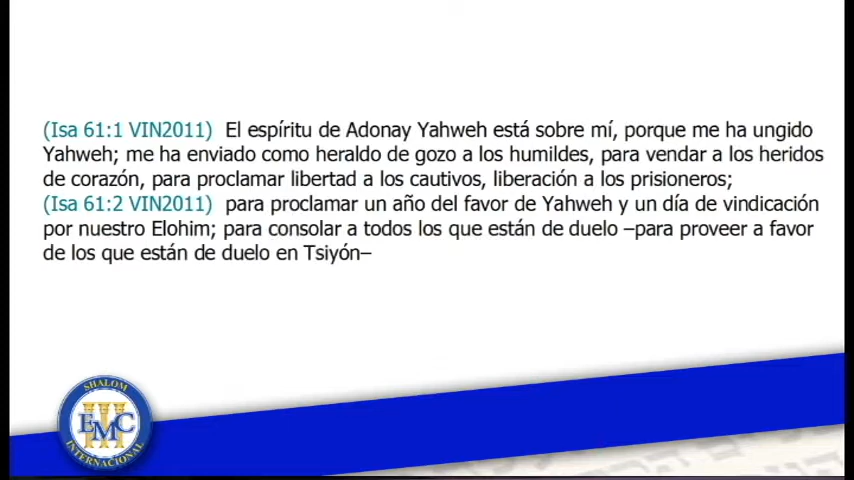 (Isa 61:1 VIN2011)  El espíritu de Adonay Yahweh está sobre mí, porque me ha ungido
Yahweh; me ha enviado como heraldo de gozo a los humildes, para vendar a los heridos
de corazón, para proclamar libertad a los cautivos, liberación a los prisioneros;
(Isa 61:2 VIN2011)  para proclamar un año del favor de Yahweh y un día de vindicación
por nuestro Elohim; para consolar a todos los que están de duelo –para proveer a favor
de los que están de duelo en Tsiyón–
SHALOM
EMC
INTERNACIONAL